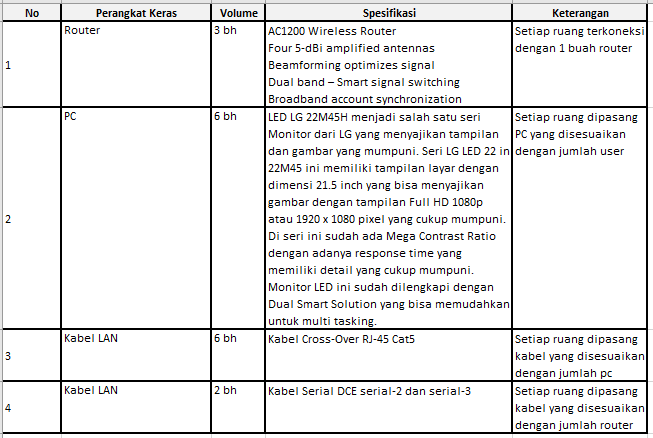 No Perangkat Keras Volume Spesifikasi Keterangan
1 Router 3 bh AC1200 Wireless Router Setiap ruang terkoneksi
Four 5-dBi amplified antennas dengan 1 buah router
Beamforming optimizes signal
Dual band – Smart signal switching
Broadband account synchronization
2 PC 6 bh LED LG 22M45H menjadi salah satu seri Setiap ruang dipasang
Monitor dari LG yang menyajikan tampilan PC yang disesuaikan
dan gambar yang mumpuni. Seri LG LED 22 in dengan jumlah user
22M45 ini memiliki tampilan layar dengan
dimensi 21.5 inch yang bisa menyajikan
gambar dengan tampilan Full HD 1080p
atau 1920 x 1080 pixel yang cukup mumpuni.
Di seri ini sudah ada Mega Contrast Ratio
dengan adanya response time yang
memiliki detail yang cukup mumpuni.
Monitor LED ini sudah dilengkapi dengan
Dual Smart Solution yang bisa memudahkan
untuk multi tasking.
3 Kabel LAN 6 bh Kabel Cross-Over RJ-45 Cat5 Setiap ruang dipasang
kabel yang disesuaikan
dengan jumlah pc
4 Kabel LAN 2 bh Kabel Serial DCE serial-2 dan serial-3 Setiap ruang dipasang
kabel yang disesuaikan
dengan jumlah router